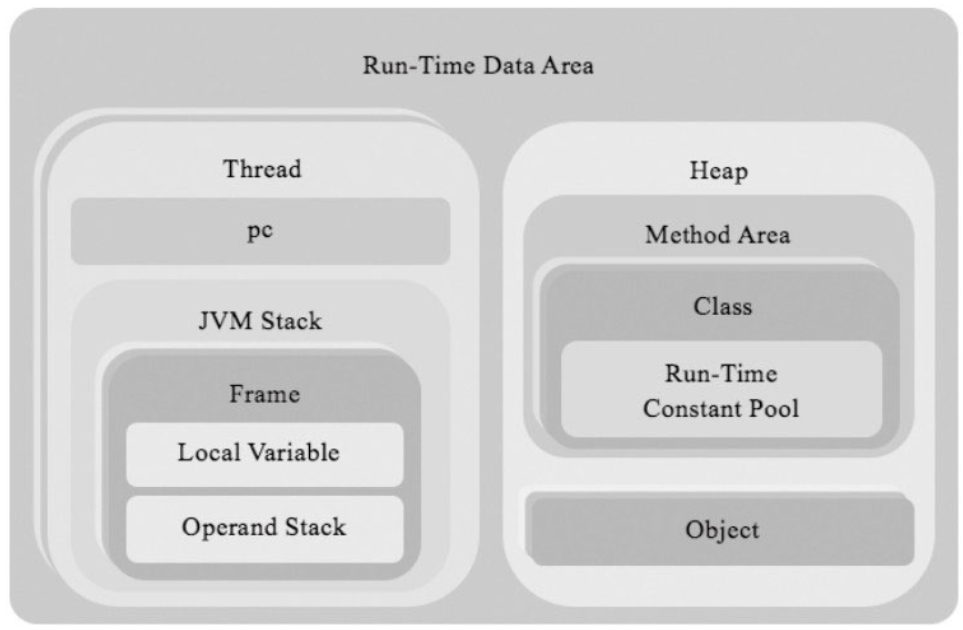 Run-Time Data Area
Thread
pc
JVM Stack
Frame
Local Variable
Operand Stack
Heap
Method Area
Class
Run-Time
Constant Pool
Object